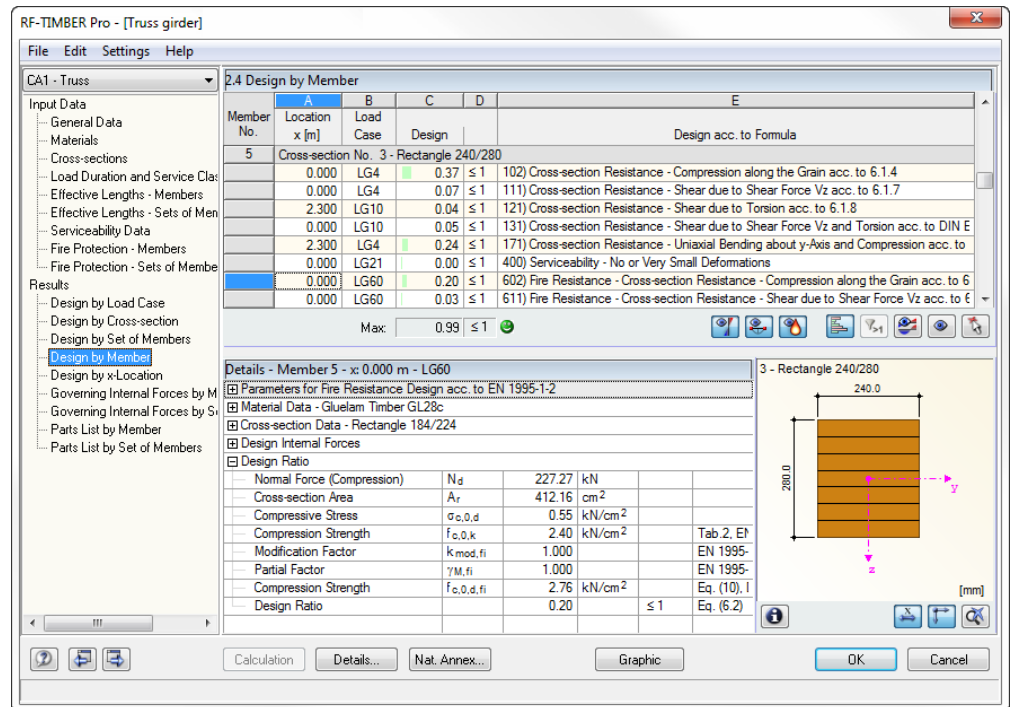 RF-TIMBER Pro - [Truss girder]
File Edit Settings Help
CA1 - Truss
Input Data
General Data
Materials
Cross-sections
Load Duration and Service Clas
Effective Lengths - Members
Effective Lengths - Sets of Men
Serviceability Data
Fire Protection - Members
Fire Protection - Sets of Membe
Results
Design by Load Case
Design by Cross-section
Design by Set of Members
Design by Member
Design by x-Location
Governing Internal Forces by M
Governing Internal Forces by S
Parts List by Member
Parts List by Set of Members
2.4 Design by Member
A B C D E
Member Location Load
No. x [m] Case Design Design acc. to Formula
5 Cross-section No. 3 - Rectangle 240/280
0.000 LG4 0.37 ≤ 1 102) Cross-section Resistance - Compression along the Grain acc. to 6.1.4
0.000 LG4 0.07 ≤ 1 111) Cross-section Resistance - Shear due to Shear Force Vz acc. to 6.1.7
2.300 LG10 0.04 ≤ 1 121) Cross-section Resistance - Shear due to Torsion acc. to 6.1.8
0.000 LG10 0.05 ≤ 1 131) Cross-section Resistance - Shear due to Shear Force Vz and Torsion acc. to DIN E
2.300 LG4 0.24 ≤ 1 171) Cross-section Resistance - Uniaxial Bending about y-Axis and Compression acc. to
0.000 LG21 0.00 ≤ 1 400) Serviceability - No or Very Small Deformations
0.000 LG60 0.20 ≤ 1 602) Fire Resistance - Cross-section Resistance - Compression along the Grain acc. to 6
0.000 LG60 0.03 ≤ 1 611) Fire Resistance - Cross-section Resistance - Shear due to Shear Force Vz acc. to 6
Max: 0.99 ≤ 1
Details - Member 5 - x: 0.000 m - LG60
Parameters for Fire Resistance Design acc. to EN 1995-1-2
Material Data - Gluelam Timber GL28c
Cross-section Data - Rectangle 184/224
Design Internal Forces
Design Ratio
Normal Force (Compression) Nd 227.27 kN
Cross-section Area Ar 412.16 cm2
Compressive Stress σc,0,d 0.55 kN/cm2
Compression Strength fc,0,k 2.40 kN/cm2 Tab.2, EN
Modification Factor kmod,fi 1.000 EN 1995-
Partial Factor γM,fi 1.000 EN 1995-
Compression Strength fc,0,d,fi 2.76 kN/cm2 Eq. (10), I
Design Ratio 0.20 ≤ 1 Eq. (6.2)
3 - Rectangle 240/280
240.0
280.0
y
z
[mm]
Calculation Details... Nat. Annex... Graphic OK Cancel